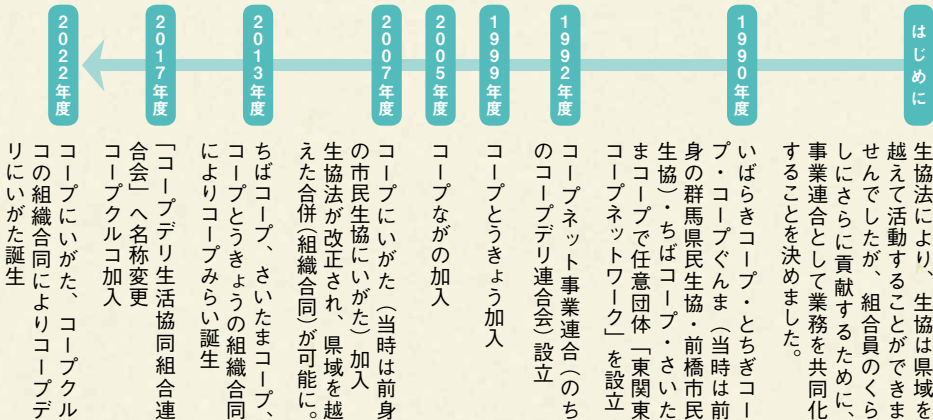 はじめに
生協法により、生協は県域を
越えて活動することができま
せんでしたが、組合員のくら
しにさらに貢献するために、
事業連合として業務を共同化
することを決めました。
1990年度
いばらきコープ・とちぎコー
プ・コープぐんま（当時は前
身の群馬県民生協・前橋市民
生協）・ちばコープ・さいた
まコープで任意団体「東関東
コープネットワーク」を設立
1992年度
コープネット事業連合（のち
のコープデリ連合会）設立
1999年度
コープとうきょう加入
2005年度
コープながの加入
2007年度
コープにいがた（当時は前身
の市民生協にいがた）加入
生協法が改正され、県域を越
えた合併（組織合同）が可能に。
2013年度
ちばコープ、さいたまコープ、
コープとうきょうの組織合同
によりコープみらい誕生
2017年度
「コープデリ生活協同組合連
合会」へ名称変更
コープクルコ加入
2022年度
コープにいがた、コープクル
コの組織合同によりコープデ
リにいがた誕生